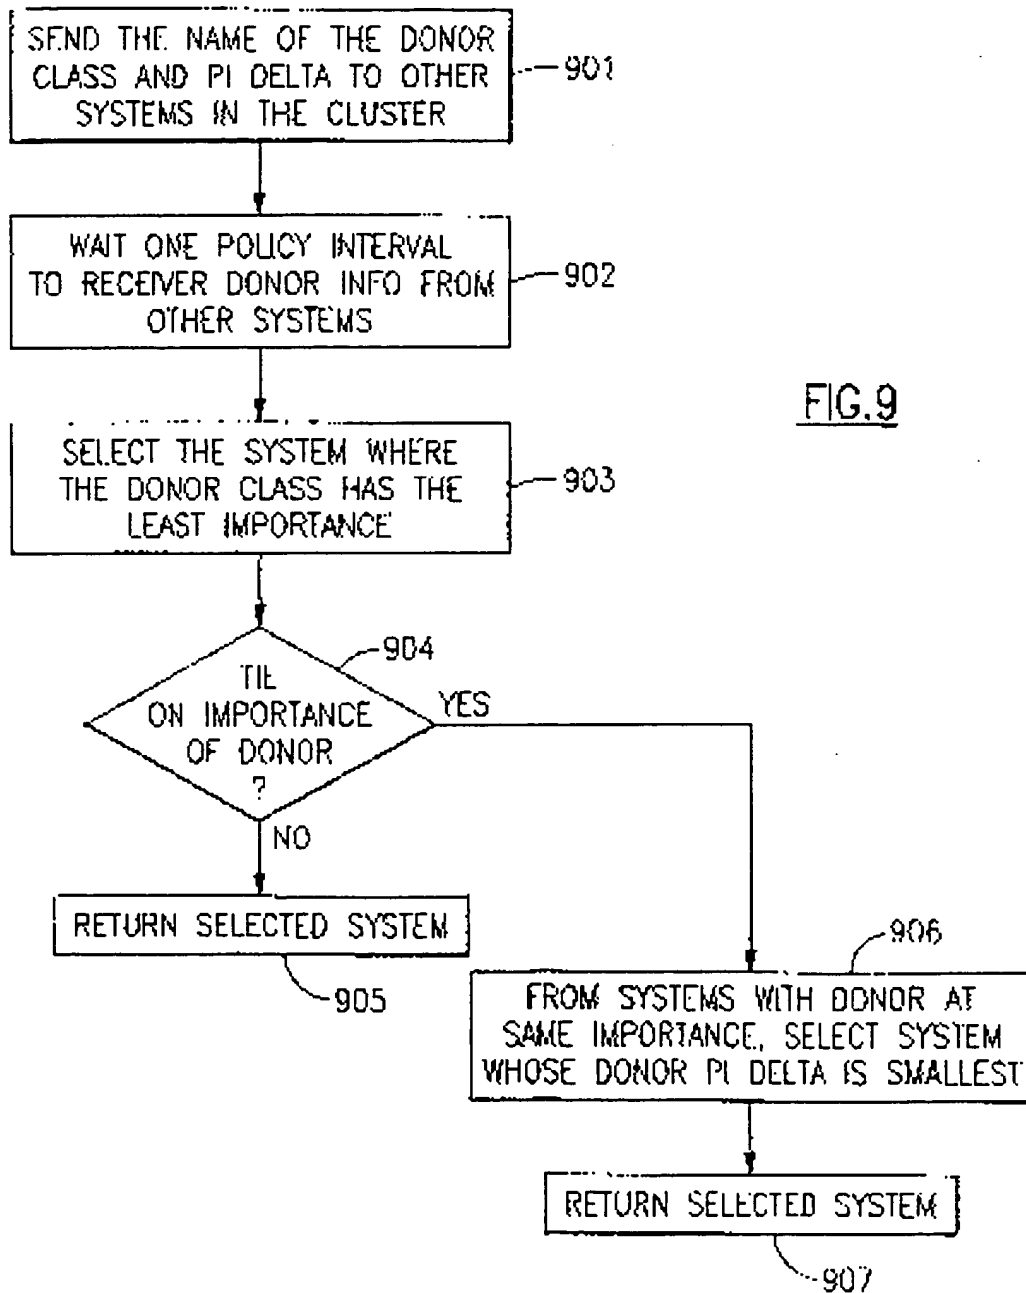 SEND THE NAME OF THE DONOR
CLASS AND PI DELTA TO OTHER
SYSTEMS IN THE CLUSTER
901
WAIT ONE POLICY INTERVAL
TO RECEIVER DONOR INFO FROM
OTHER SYSTEMS
902
FIG.9
SELECT THE SYSTEM WHERE
THE DONOR CLASS HAS THE
LEAST IMPORTANCE
903
904
TIE
ON IMPORTANCE
OF DONOR
?
YES
NO
RETURN SELECTED SYSTEM
905
906
FROM SYSTEMS WITH DONOR AT
SAME IMPORTANCE, SELECT SYSTEM
WHOSE DONOR PI DELTA IS SMALLEST
RETURN SELECTED SYSTEM
907